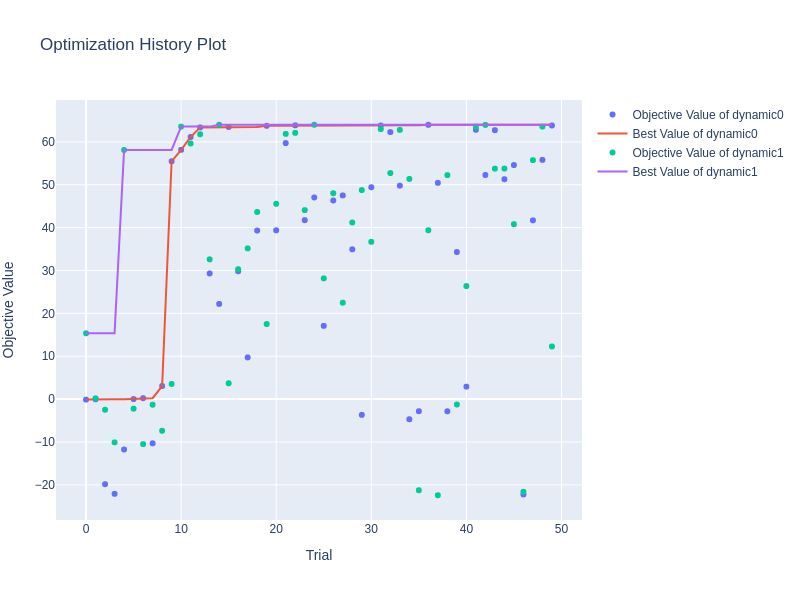 Optimization History Plot
Objective Value of dynamic0
Best Value of dynamic0
Objective Value of dynamic1
Best Value of dynamic1
60
50
40
30
20
10
0
−10
−20
Objective Value
0
10
20
30
40
50
Trial